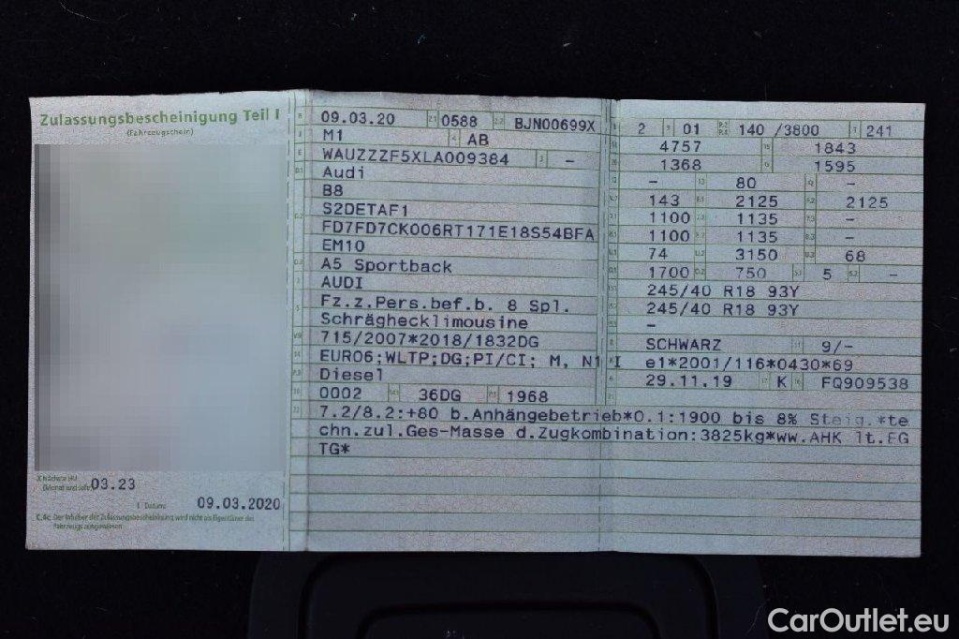 Zulassungsbescheinigung Teil I
(Fahrzeugschein)
03.23
09.03.2020
09.03.20 0588 BJN00699X
M1 AB
WAUZZZF5XLA009384 –
Audi
B8
S2DETAF1
FD7FD7CK006RT171E18S54BFA
EM10
A5 Sportback
AUDI
Fz.z.Pers.bef.b. 8 Spl.
Schräghecklimousine
715/2007*2018/1832DG
EURO6;WLTP;DG;PI/CI; M, N1 I
Diesel
0002 36DG 1968
7.2/8.2:+80 b.Anhängebetrieb*0.1:1900 bis 8% Steig.*te
chn.zul.Ges-Masse d.Zugkombination:3825kg*ww.AHK lt.EG
TG*
2 01 140 /3800 241
4757 1843
1368 1595
– 80 –
143 2125 2125
1100 1135 –
1100 1135 –
74 3150 68
1700 750 5 –
245/40 R18 93Y
245/40 R18 93Y
–
SCHWARZ 9/–
e1*2001/116*0430*69
29.11.19 K FQ909538
CarOutlet.eu